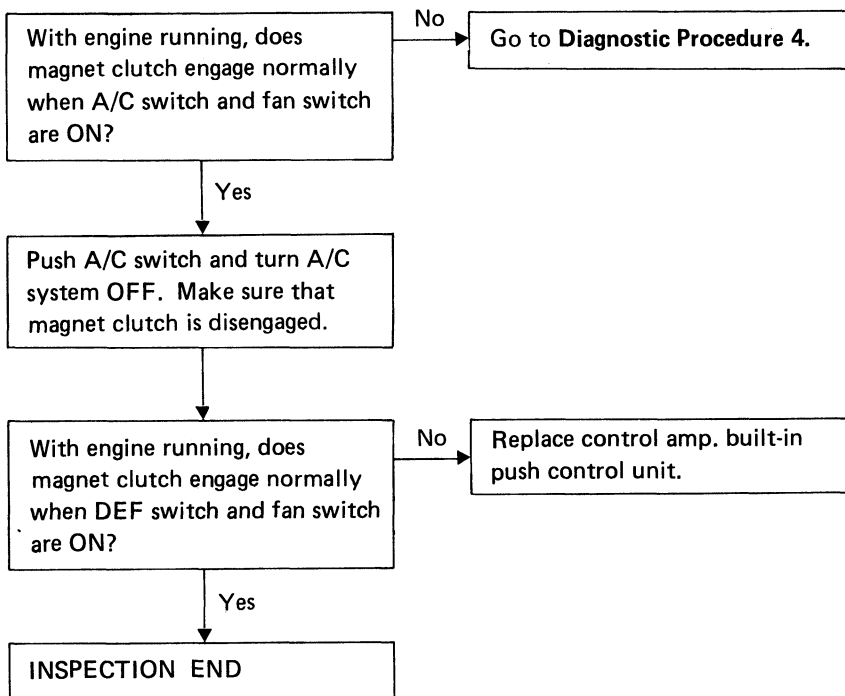 With engine running, does
magnet clutch engage normally
when A/C switch and fan switch
are ON?
No
Go to Diagnostic Procedure 4.
Yes
Push A/C switch and turn A/C
system OFF. Make sure that
magnet clutch is disengaged.
With engine running, does
magnet clutch engage normally
when DEF switch and fan switch
are ON?
No
Replace control amp. built-in
push control unit.
Yes
INSPECTION END